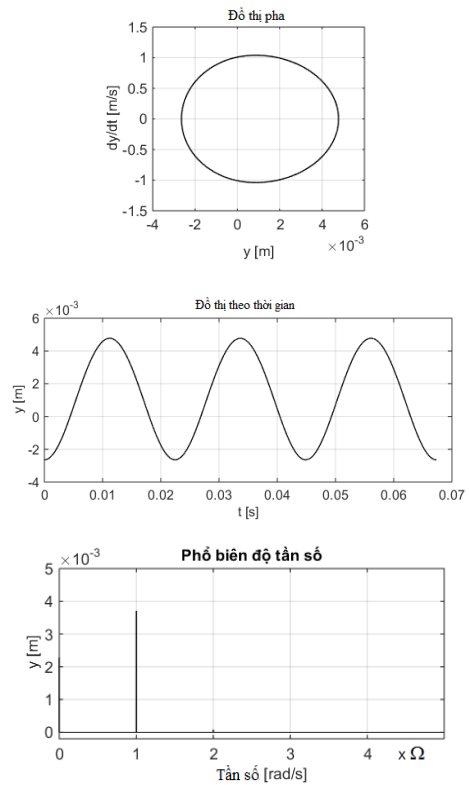 Đồ thị pha
1.5
1
0.5
0
-0.5
-1
-1.5
dy/dt [m/s]
-4 -2 0 2 4 6
×10-3
y [m]
Đồ thị theo thời gian
×10-3
6
4
2
0
-2
-4
y [m]
0 0.01 0.02 0.03 0.04 0.05 0.06 0.07
t [s]
Phổ biên độ tần số
×10-3
5
4
3
2
1
0
y [m]
0 1 2 3 4 x Ω
Tần số [rad/s]